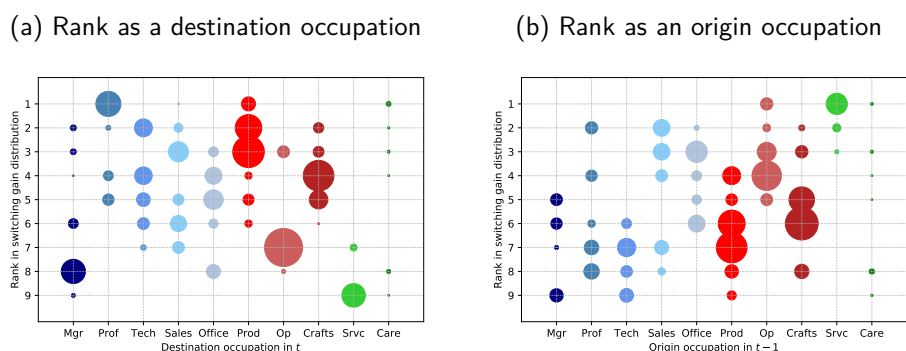 (a) Rank as a destination occupation
(b) Rank as an origin occupation
Rank in switching gain distribution
1
2
3
4
5
6
7
8
9
Mgr Prof Tech Sales Office Prod Op Crafts Srvc Care
Destination occupation in t
Rank in switching gain distribution
1
2
3
4
5
6
7
8
9
Mgr Prof Tech Sales Office Prod Op Crafts Srvc Care
Origin occupation in t − 1